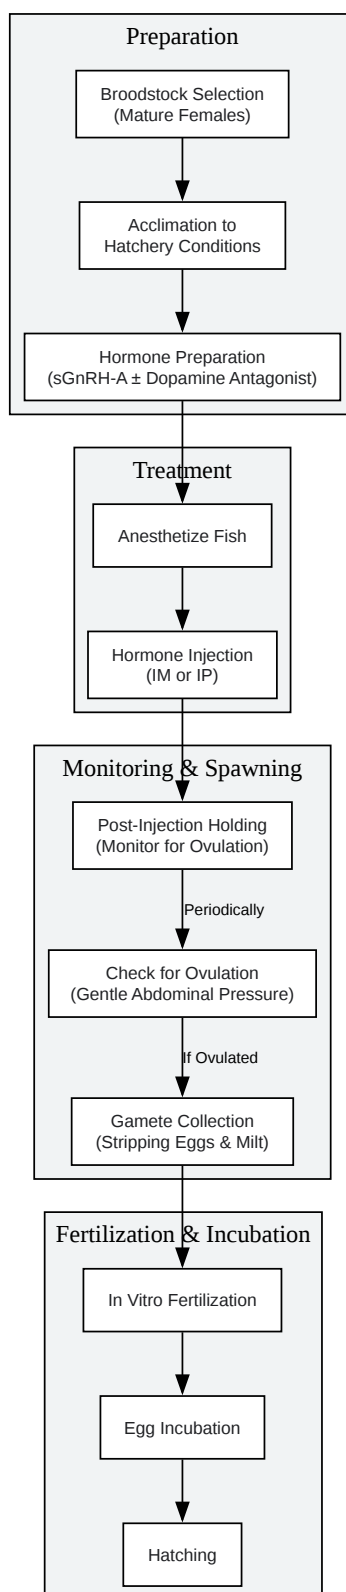 Preparation
Broodstock Selection
(Mature Females)
Acclimation to
Hatchery Conditions
Hormone Preparation
(sGnRH-A ± Dopamine Antagonist)
Treatment
Anesthetize Fish
Hormone Injection
(IM or IP)
Monitoring & Spawning
Post-Injection Holding
(Monitor for Ovulation)
Periodically
Check for Ovulation
(Gentle Abdominal Pressure)
If Ovulated
Gamete Collection
(Stripping Eggs & Milt)
Fertilization & Incubation
In Vitro Fertilization
Egg Incubation
Hatching